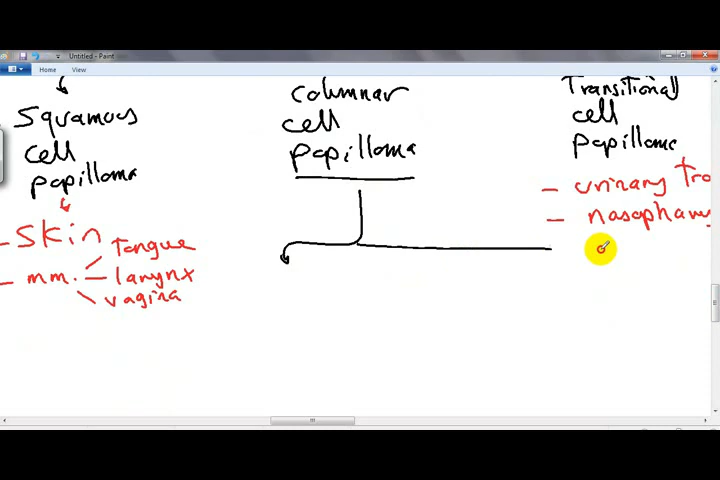 Untitled - Paint
Home View
Squamous
cell
papilloma
- Skin
- mm.
Tongue
larynx
vagina
Columnar
cell
papilloma
Transitional
cell
papilloma
- urinary
- nasophary